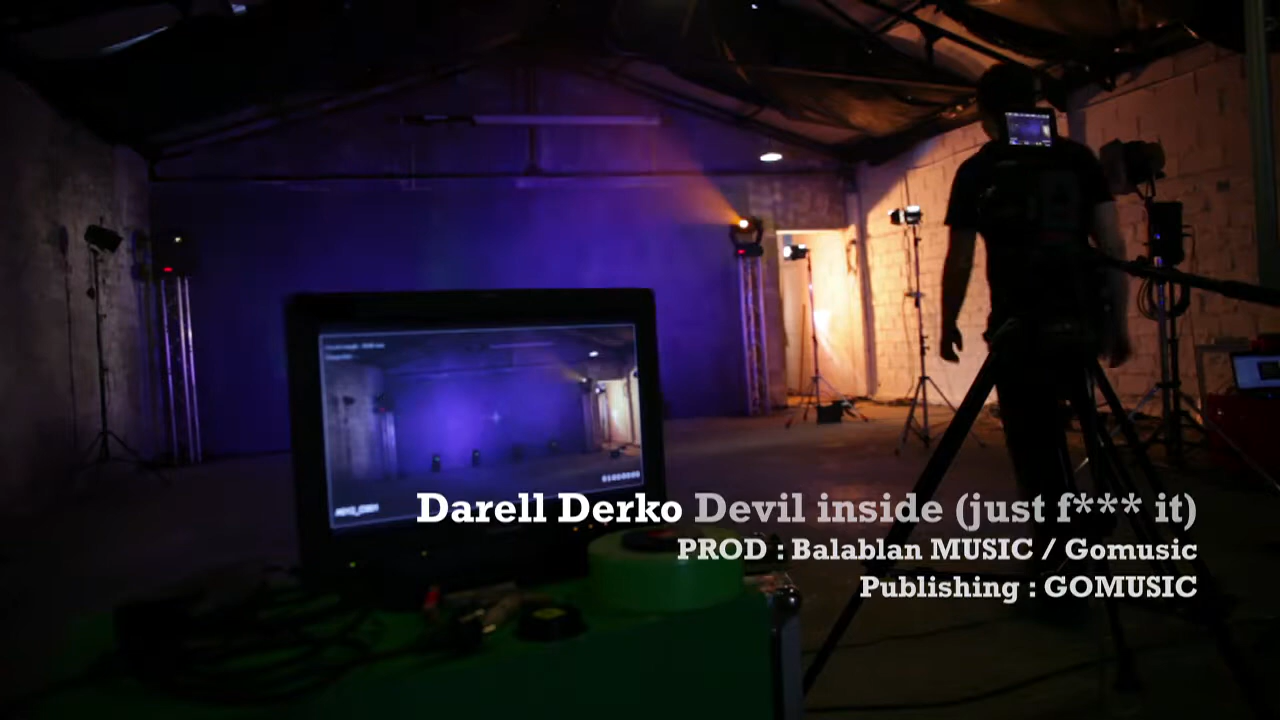 Darell Derko Devil inside (just f*** it)
PROD : Balablan MUSIC / Gomusic
Publishing : GOMUSIC